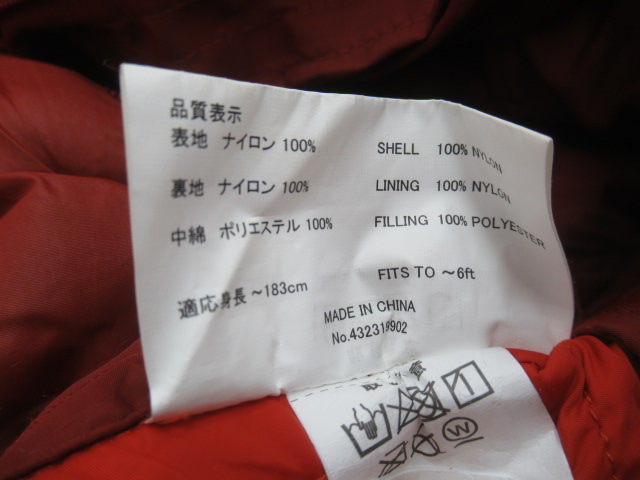 品質表示
表地 ナイロン 100% SHELL 100% NYLON
裏地 ナイロン 100% LINING 100% NYLON
中綿 ポリエステル 100% FILLING 100% POLYESTER
適応身長 ～183cm FITS TO ～6ft
MADE IN CHINA